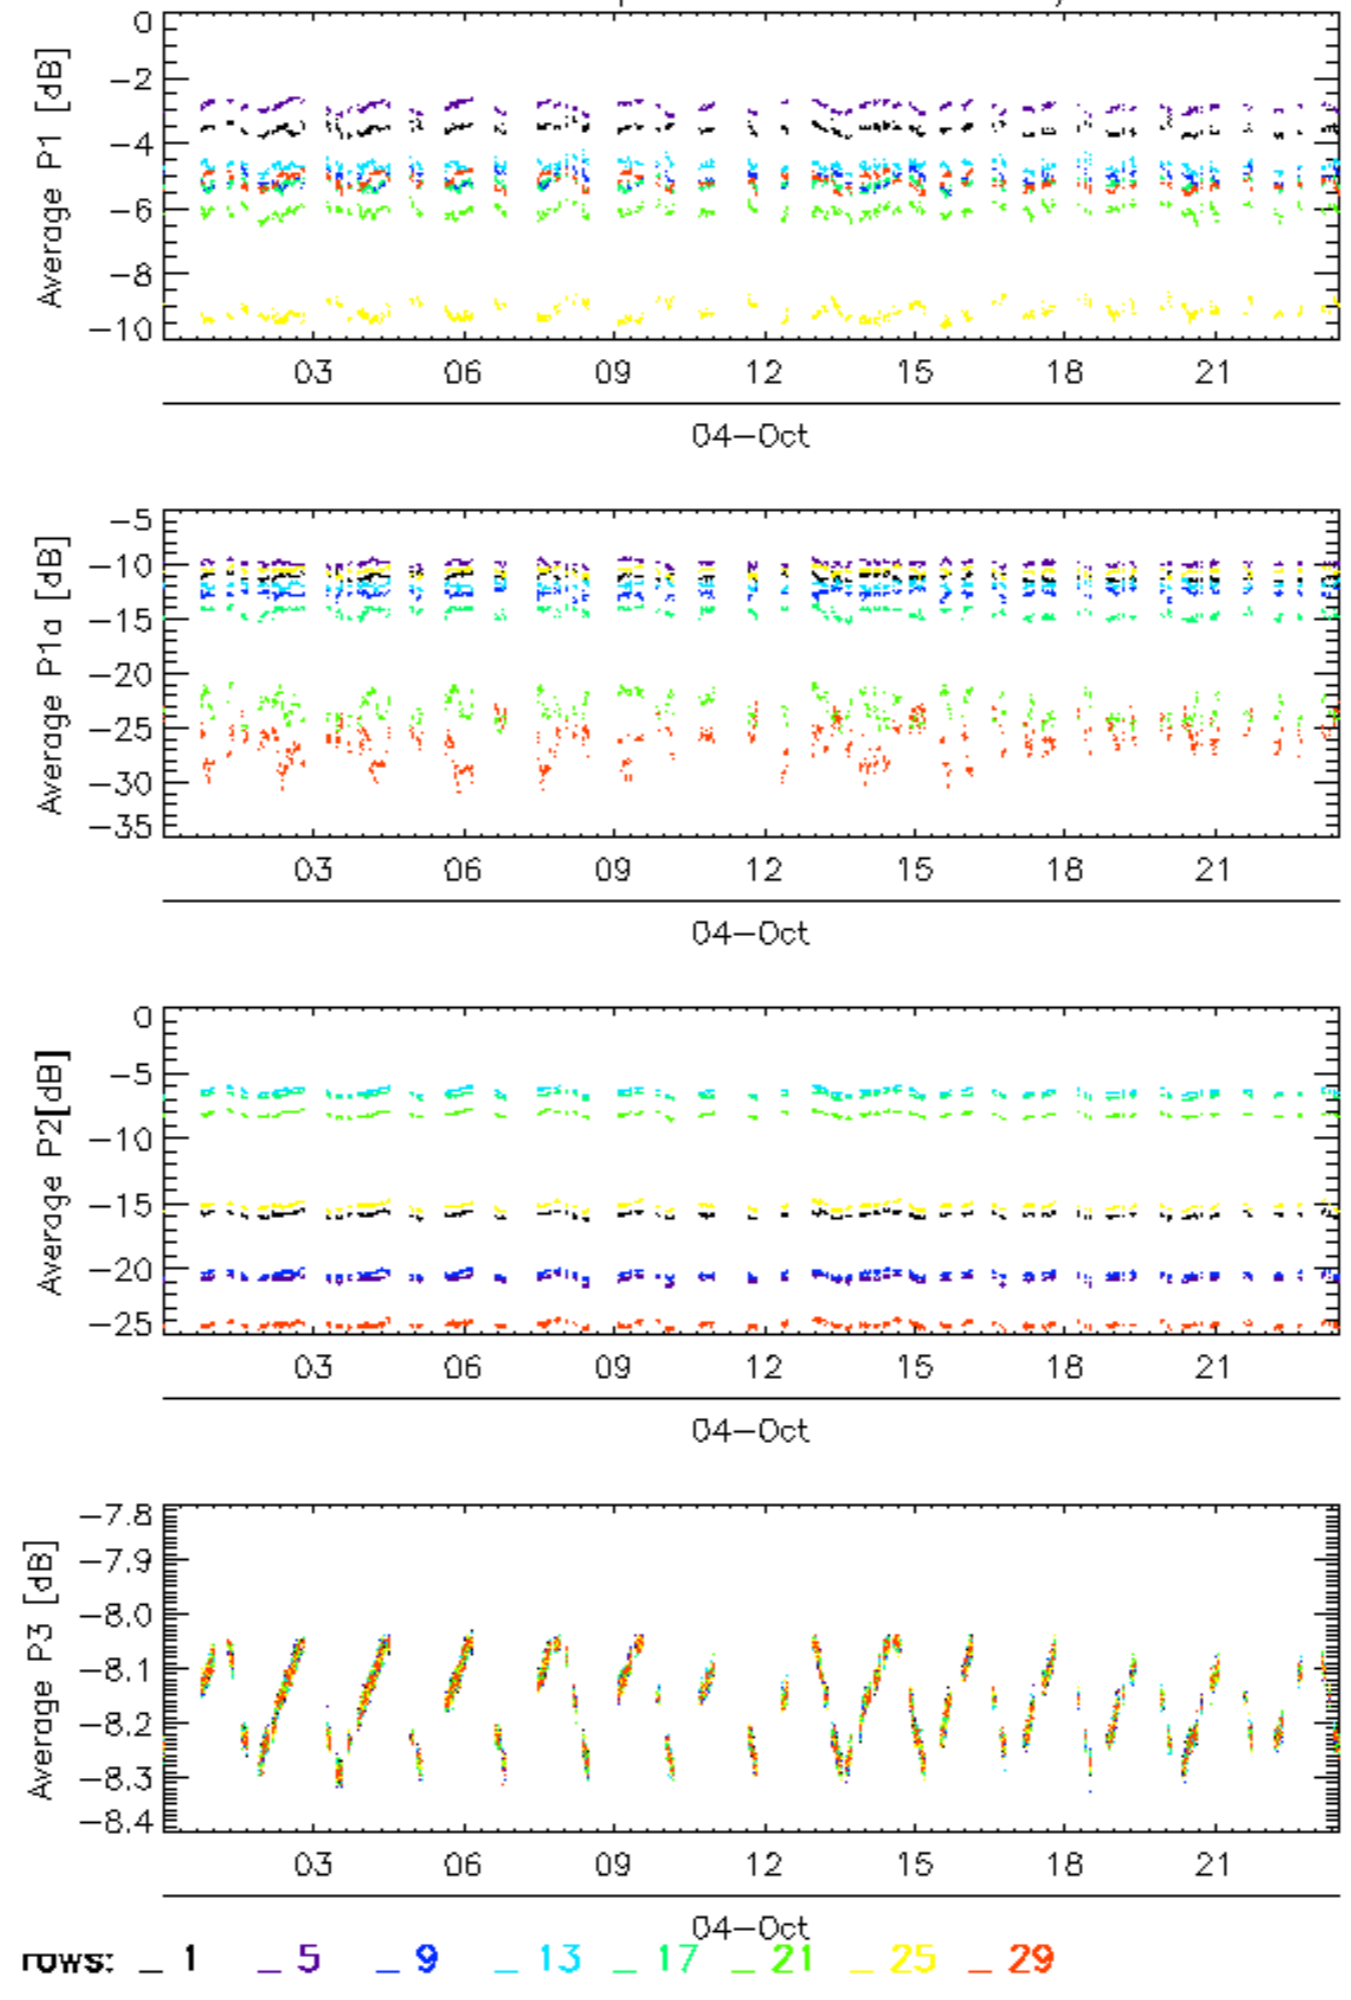 0
−2
−4
−6
−8
−10
Average P1 [dB]
03 06 09 12 15 18 21
04−Oct
−5
−10
−15
−20
−25
−30
−35
Average P1a [dB]
03 06 09 12 15 18 21
04−Oct
0
−5
−10
−15
−20
−25
Average P2[dB]
03 06 09 12 15 18 21
04−Oct
−7.8
−7.9
−8.0
−8.1
−8.2
−8.3
−8.4
Average P3 [dB]
03 06 09 12 15 18 21
04−Oct
rows: _ 1 _ 5 _ 9 _ 13 _ 17 _ 21 _ 25 _ 29